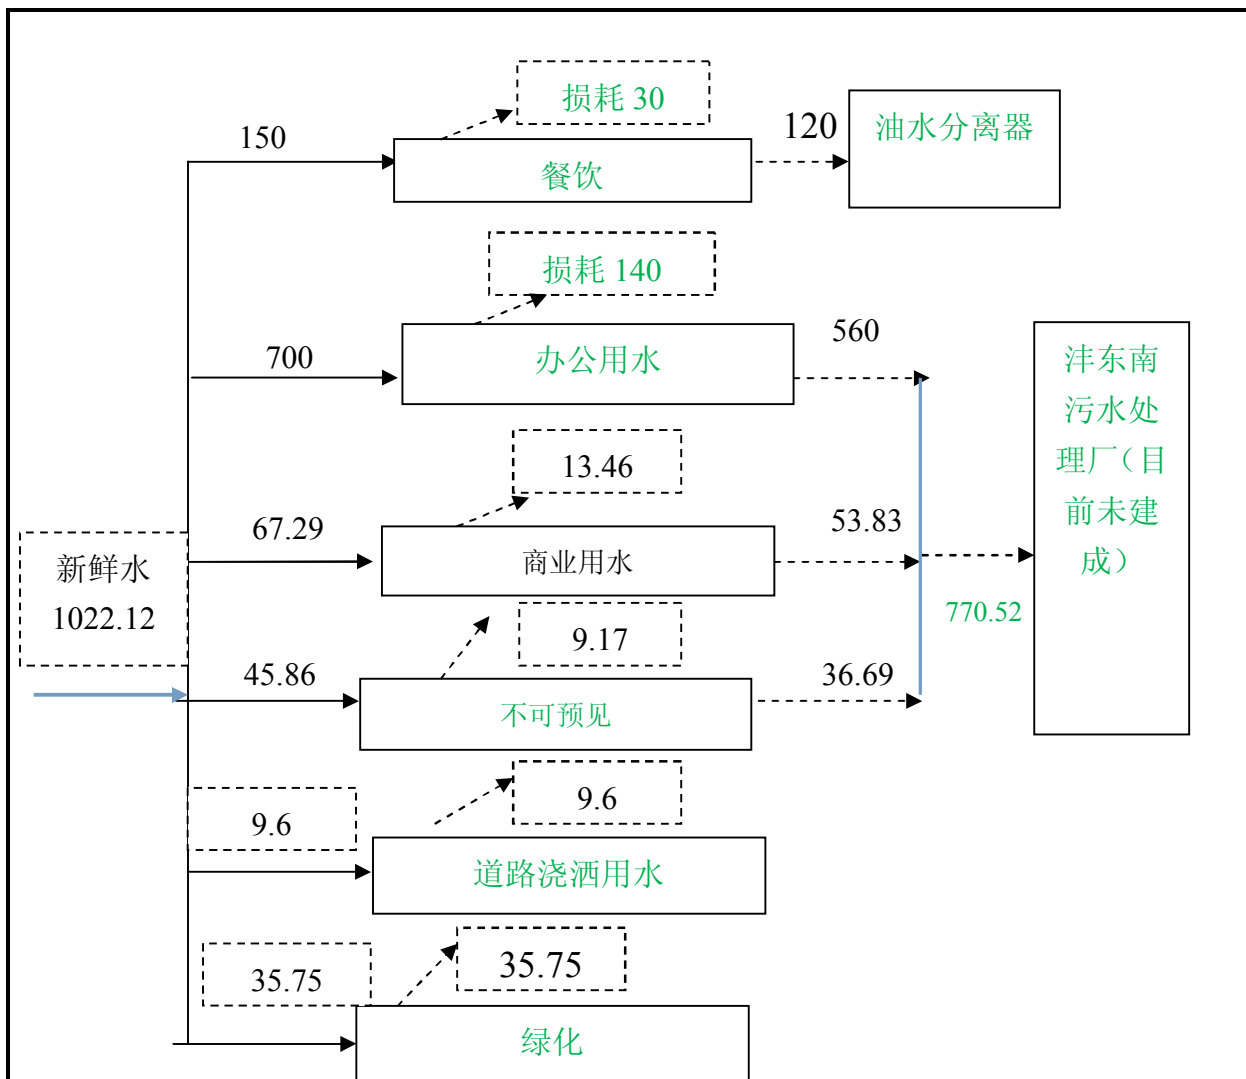 损耗 30
150
120
油水分离器
餐饮
损耗 140
700
办公用水
560
沣东南
污水处
理厂（目
前未建
成）
13.46
67.29
53.83
新鲜水
1022.12
商业用水
770.52
9.17
45.86
36.69
不可预见
9.6
9.6
道路浇洒用水
35.75
35.75
绿化